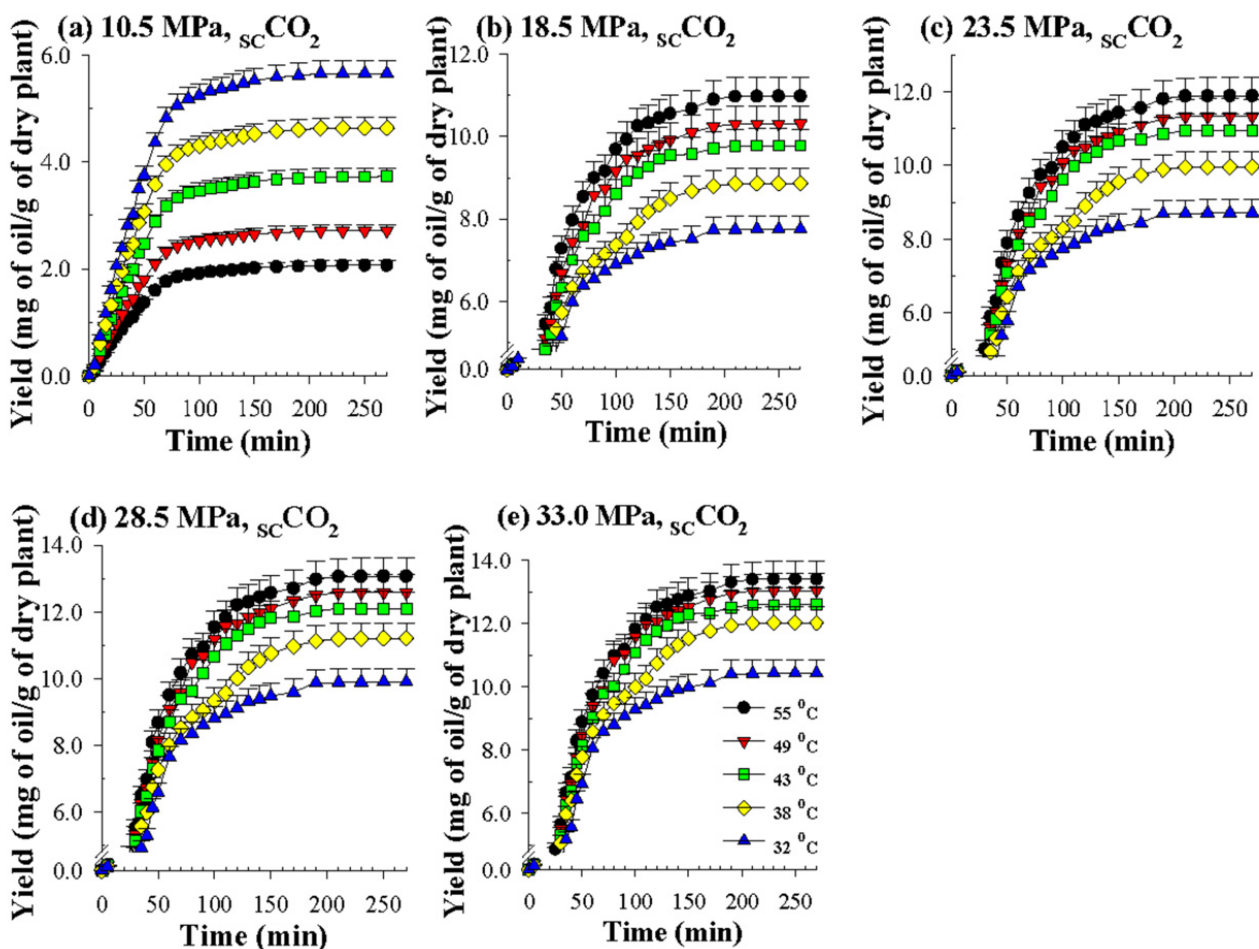 (a) 10.5 MPa, SCCO2
Yield (mg of oil/g of dry plant)
6.0
4.0
2.0
0.0
0 50 100 150 200 250
Time (min)
(b) 18.5 MPa, SCCO2
Yield (mg of oil/g of dry plant)
12.0
10.0
8.0
6.0
0.0
0 50 100 150 200 250
Time (min)
(c) 23.5 MPa, SCCO2
Yield (mg of oil/g of dry plant)
12.0
10.0
8.0
6.0
0.0
0 50 100 150 200 250
Time (min)
(d) 28.5 MPa, SCCO2
Yield (mg of oil/g of dry plant)
14.0
12.0
10.0
8.0
6.0
0.0
0 50 100 150 200 250
Time (min)
(e) 33.0 MPa, SCCO2
Yield (mg of oil/g of dry plant)
14.0
12.0
10.0
8.0
6.0
0.0
0 50 100 150 200 250
Time (min)
55 ⁰C
49 ⁰C
43 ⁰C
38 ⁰C
32 ⁰C